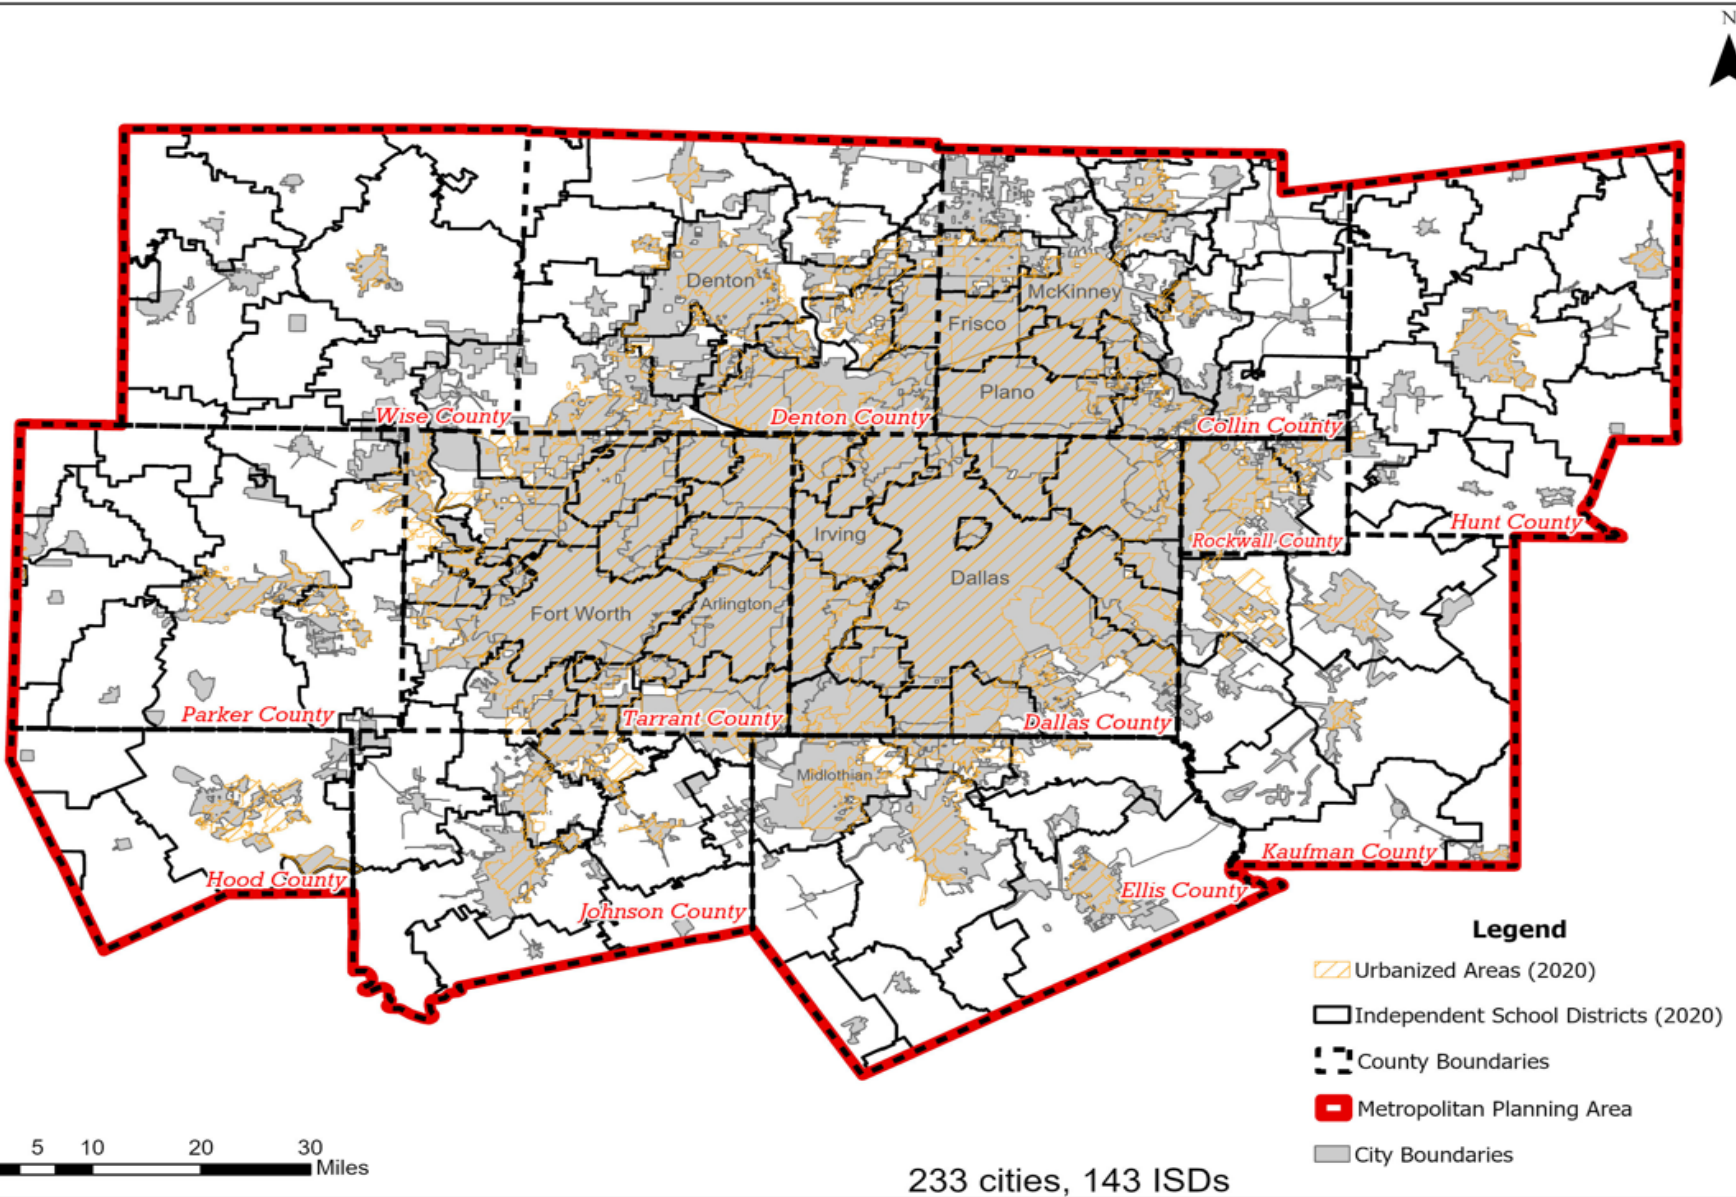 N
Denton
McKinney
Frisco
Plano
Wise County
Denton County
Collin County
Irving
Hunt County
Rockwall County
Dallas
Fort Worth
Arlington
Parker County
Tarrant County
Dallas County
Midlothian
Hood County
Johnson County
Kaufman County
Ellis County
Legend
Urbanized Areas (2020)
Independent School Districts (2020)
County Boundaries
Metropolitan Planning Area
City Boundaries
5 10 20 30
Miles
233 cities, 143 ISDs